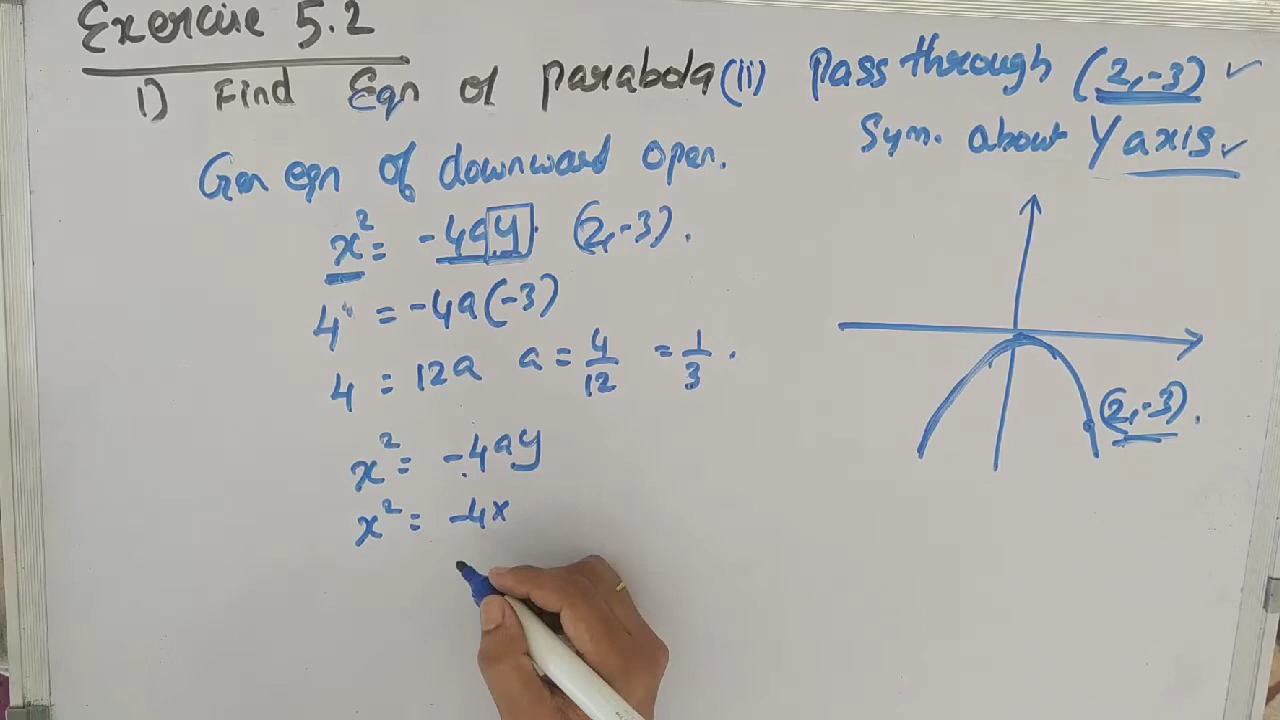 Exercise 5.2
1) Find Eqn of parabola (ii) Pass through (2,-3) ✓
Sym. about Y axis. ✓
Gen eqn of downward open.
x² = -4ay. (2,-3).
4 = -4a(-3)
4 = 12a a = 4/12 = 1/3.
x² = -4ay
x² = -4x
(2,-3).